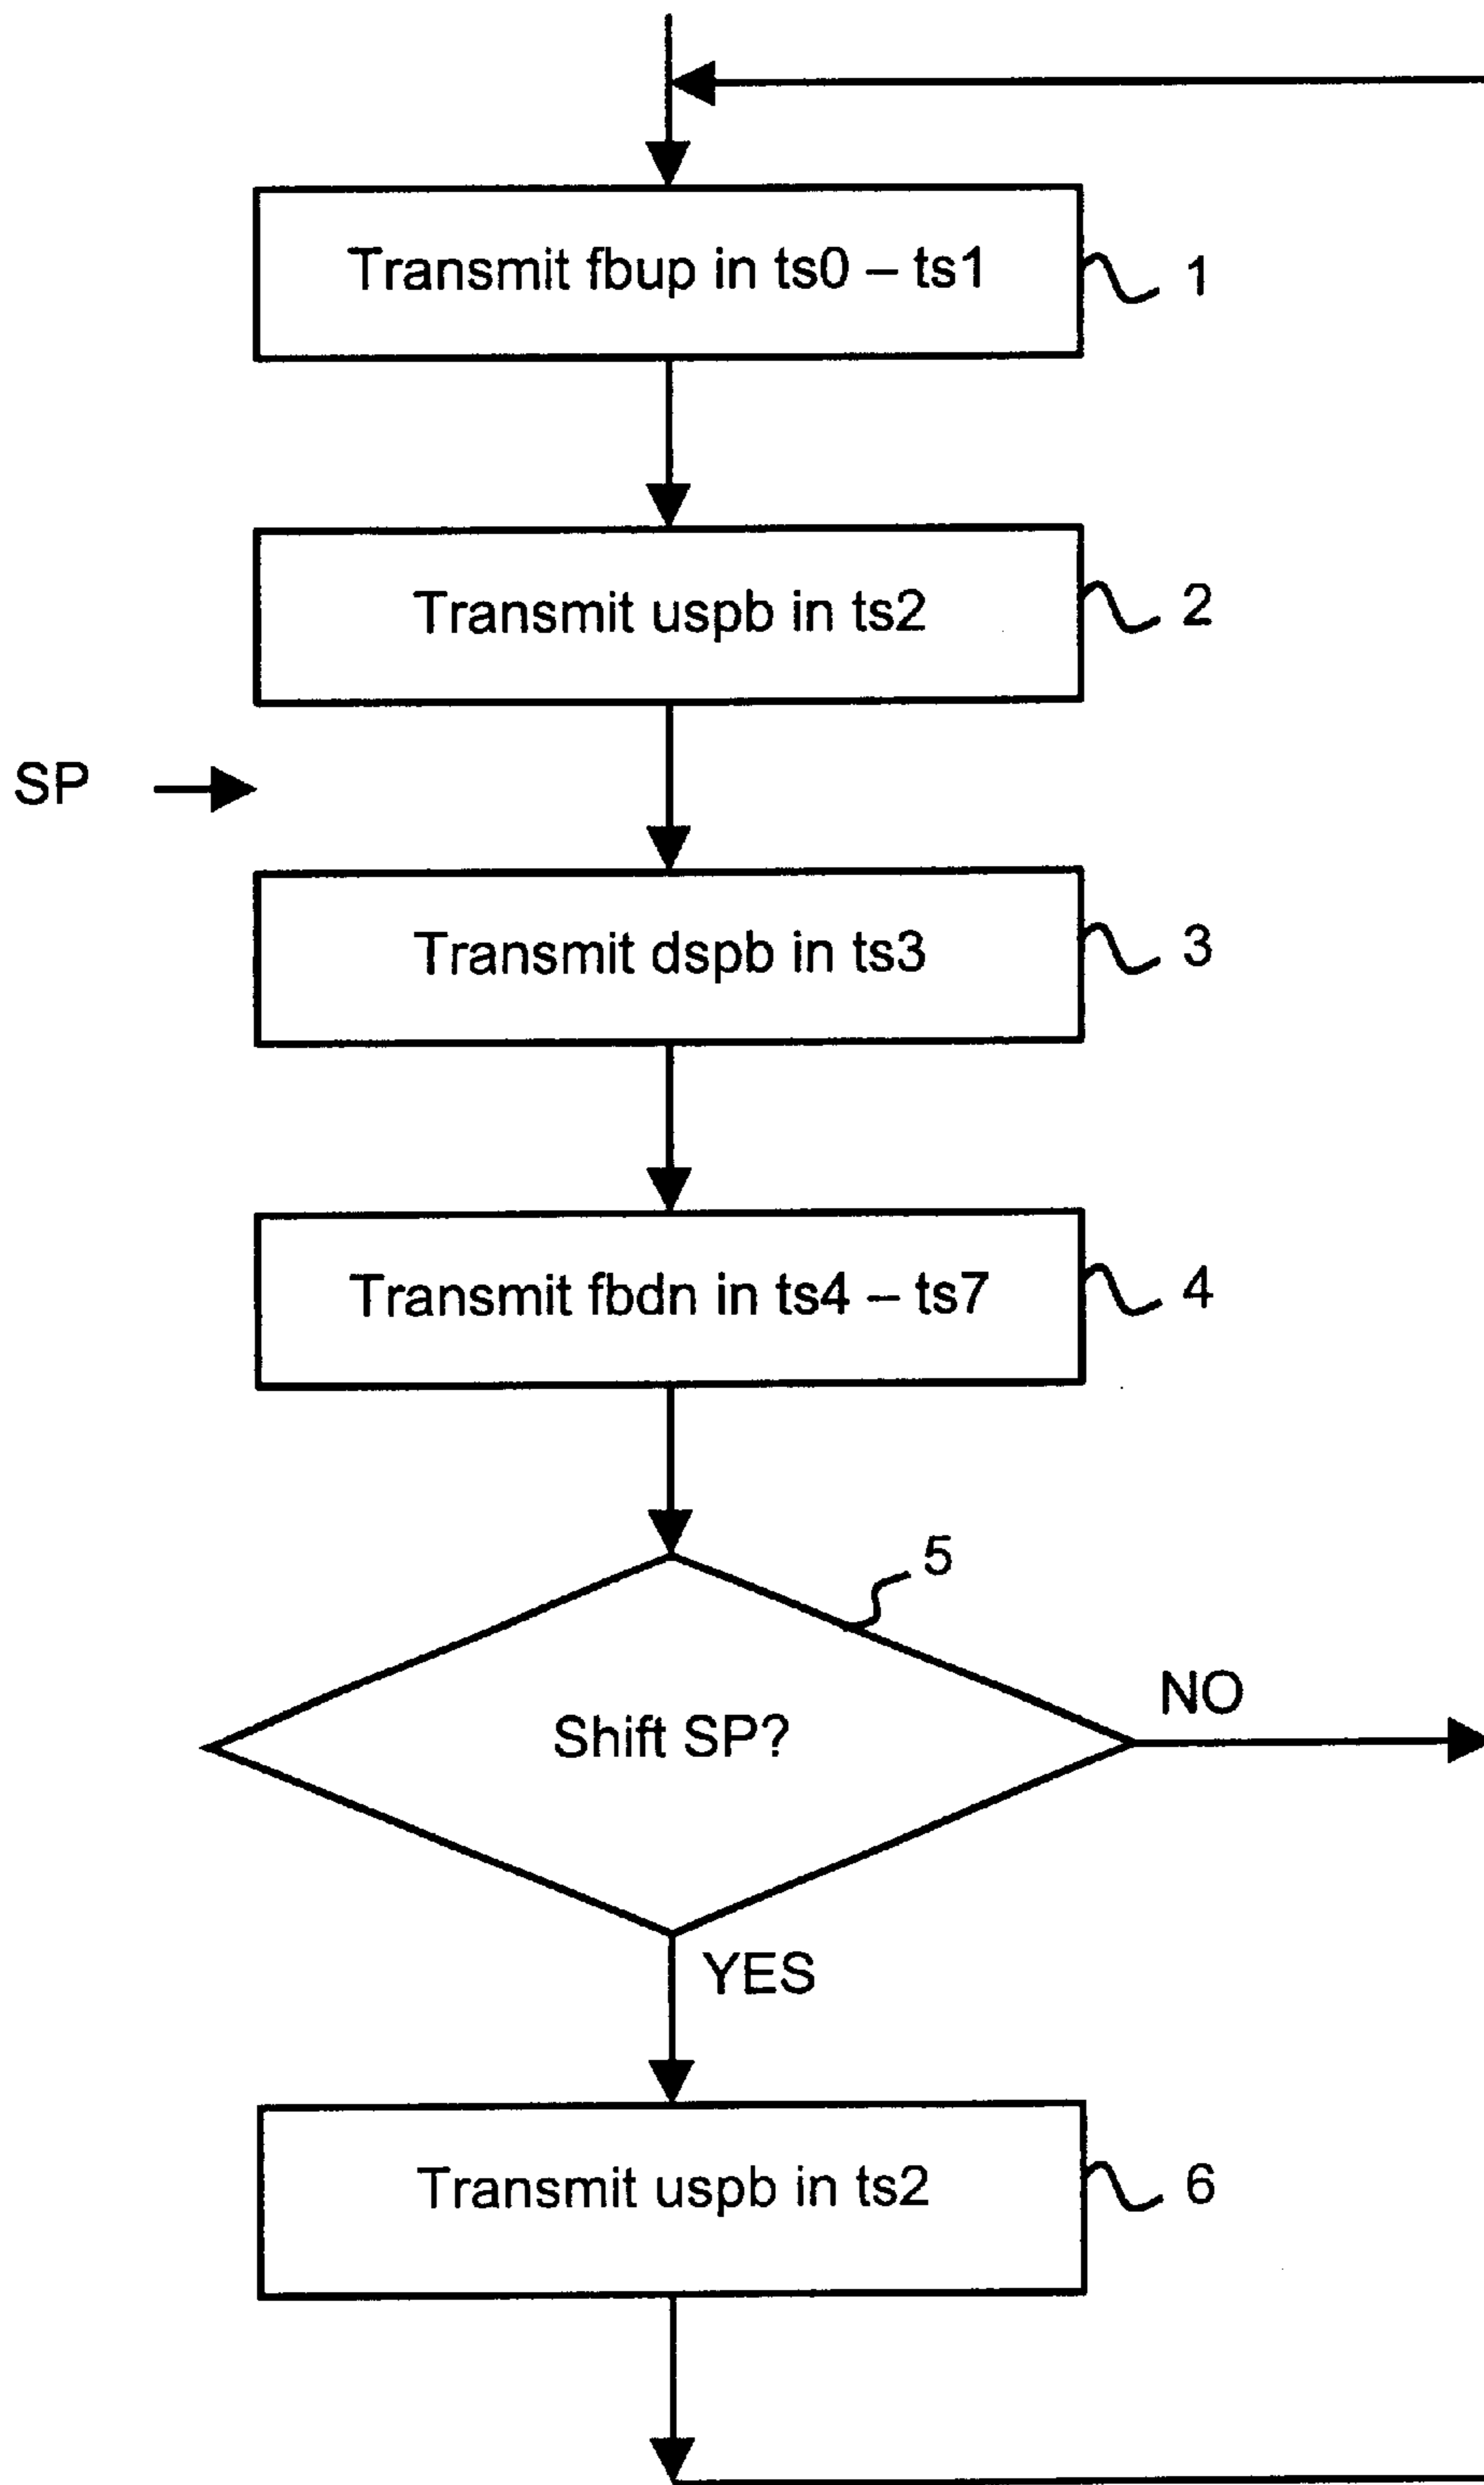 Transmit fbup in ts0 – ts1
1
Transmit uspb in ts2
2
SP
Transmit dspb in ts3
3
Transmit fbdn in ts4 – ts7
4
5
Shift SP?
NO
YES
Transmit uspb in ts2
6